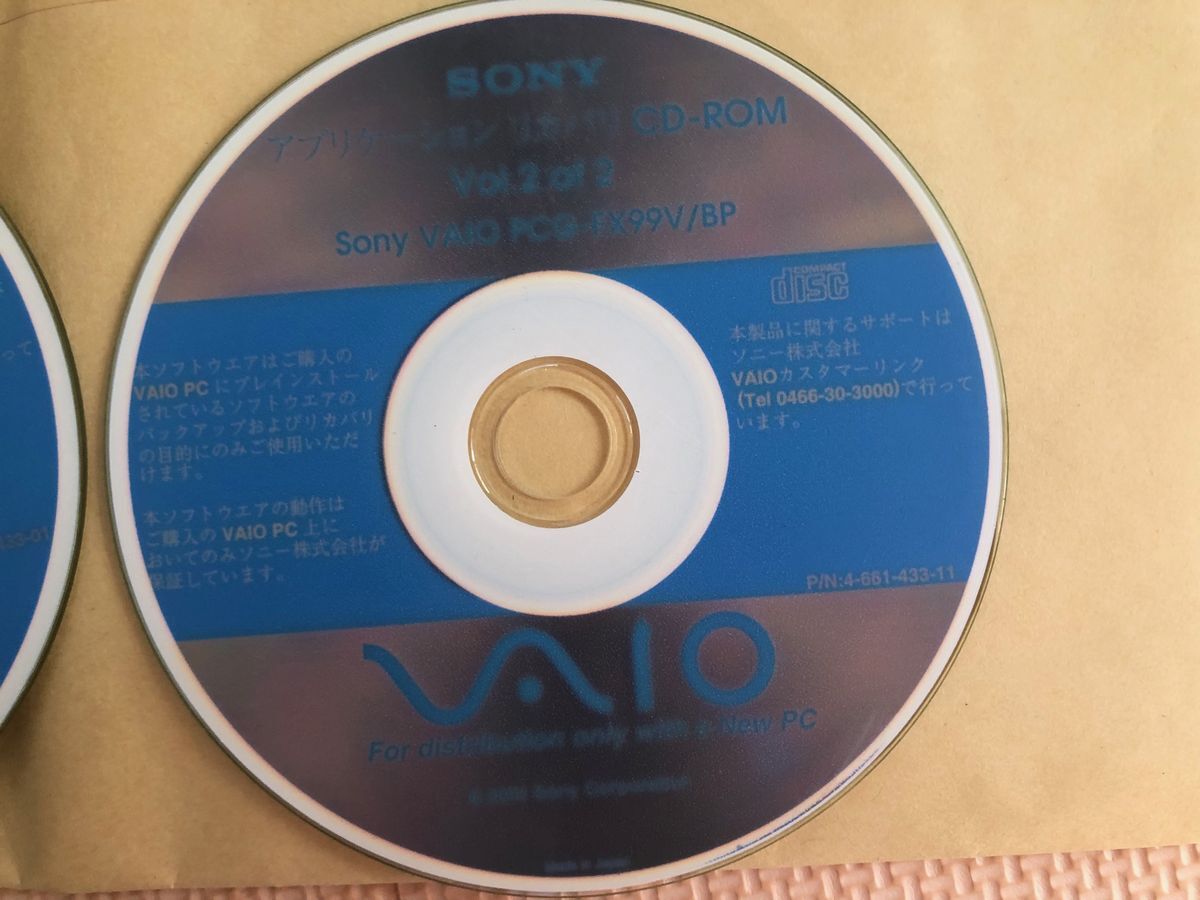 SONY
アプリケーション リカバリ CD-ROM
Vol 2 of 2
Sony VAIO PCG-FX99V/BP
COMPACT
disc
本製品に関するサポートは
ソニー株式会社
VAIOカスタマーリンク
(Tel 0466-30-3000)で行って
います。
本ソフトウエアはご購入の
VAIO PC にプレインストール
されているソフトウエアの
バックアップおよびリカバリ
の目的にのみご使用いただ
けます。
本ソフトウエアの動作は
ご購入の VAIO PC 上に
おいてのみソニー株式会社が
保証しています。
P/N:4-661-433-11
VAIO
For distribution only with a New PC
Sony Corporation
Made in Japan
って
433-01